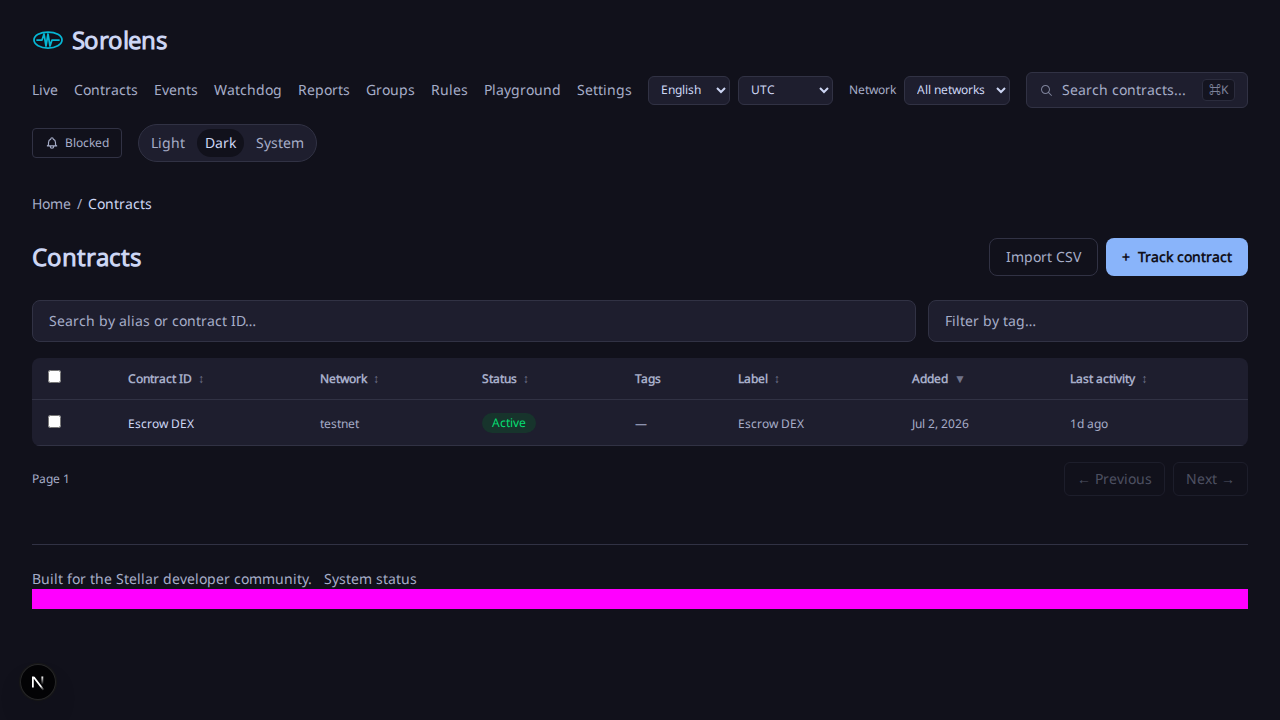 Sorolens
Live Contracts Events Watchdog Reports Groups Rules Playground Settings English UTC Network All networks Search contracts... ⌘K
Blocked Light Dark System
Home / Contracts
Contracts Import CSV + Track contract
Search by alias or contract ID... Filter by tag...
Contract ID ↕ Network ↕ Status ↕ Tags Label ↕ Added ▼ Last activity ↕
Escrow DEX testnet Active — Escrow DEX Jul 2, 2026 1d ago
Page 1 ← Previous Next →
Built for the Stellar developer community. System status
N